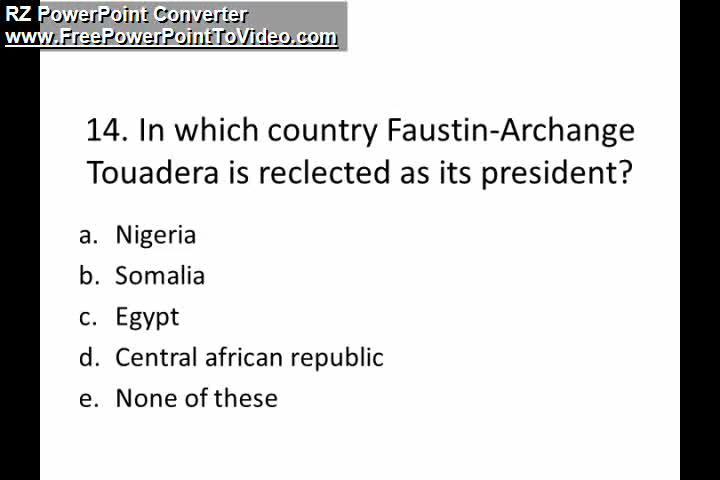 RZ PowerPoint Converter
www.FreePowerPointToVideo.com
14. In which country Faustin-Archange
Touadera is reclected as its president?
a. Nigeria
b. Somalia
c. Egypt
d. Central african republic
e. None of these